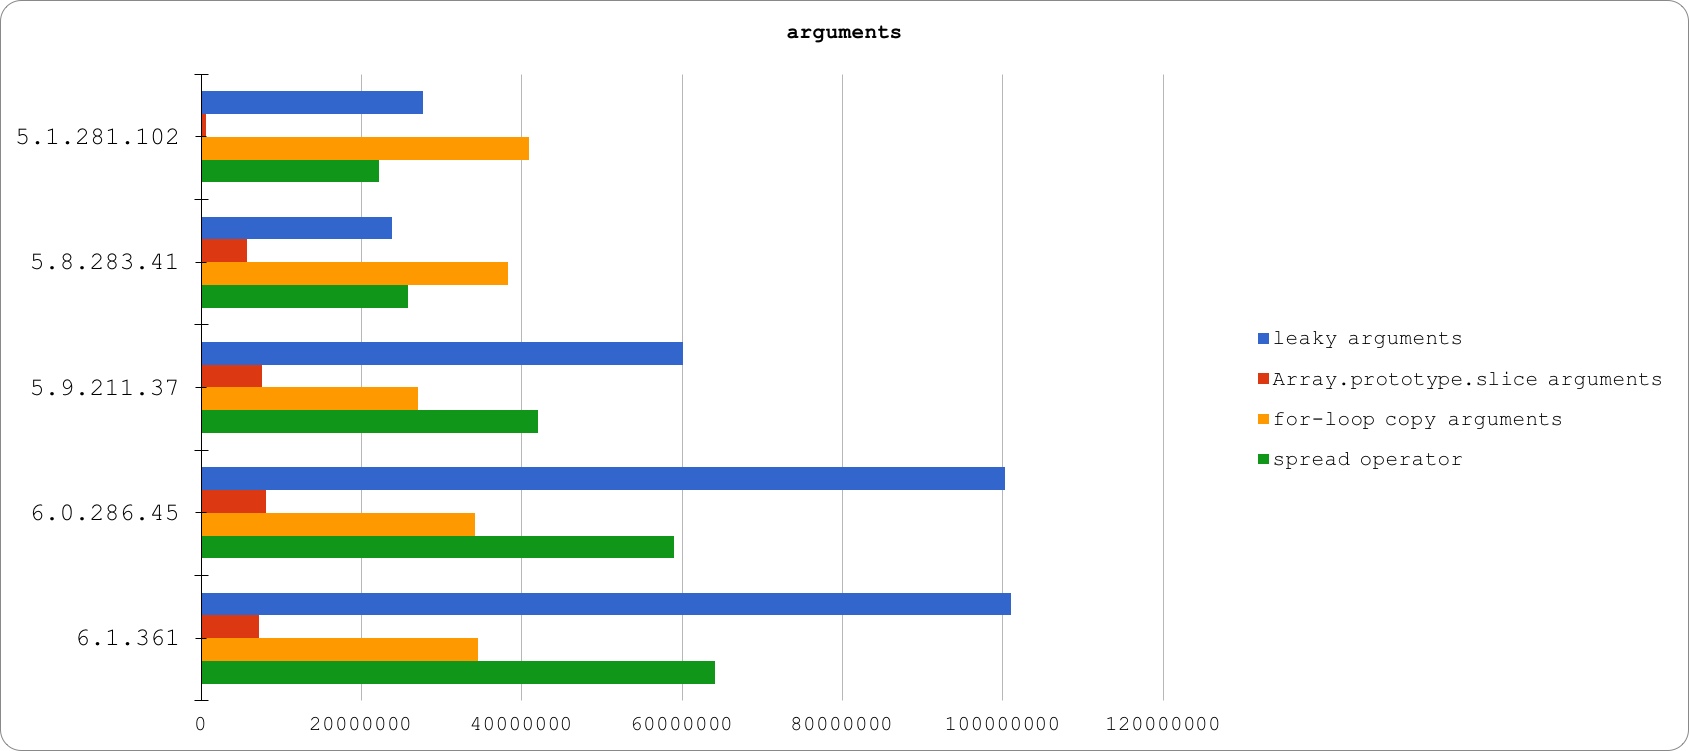 arguments
5.1.281.102
5.8.283.41
5.9.211.37
6.0.286.45
6.1.361
0 20000000 40000000 60000000 80000000 100000000 120000000
leaky arguments
Array.prototype.slice arguments
for-loop copy arguments
spread operator